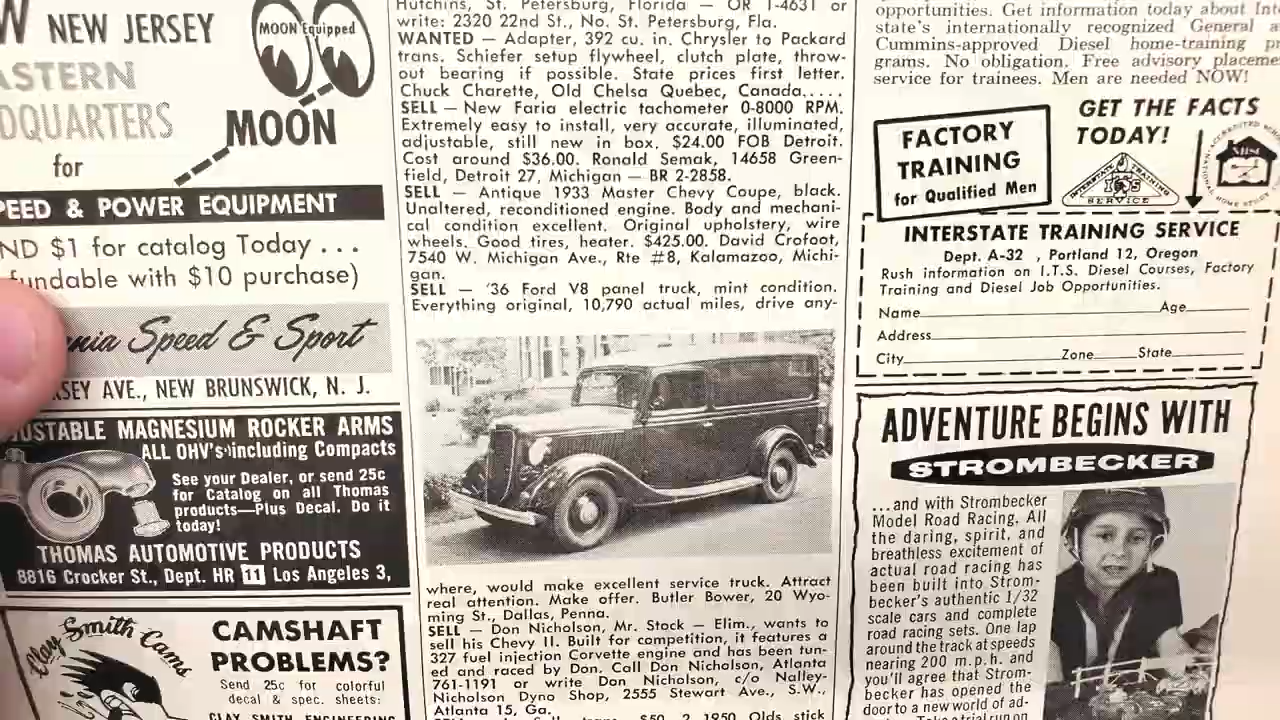 NEW JERSEY
MOON Equipped
MOON
for
& POWER EQUIPMENT
$1 for catalog Today . . .
with $10 purchase)
Speed & Sport
AVE., NEW BRUNSWICK, N. J.
MAGNESIUM ROCKER ARMS
ALL OHV's including Compacts
See your Dealer, or send 25c
for Catalog on all Thomas
products—Plus Decal. Do it
today!
THOMAS AUTOMOTIVE PRODUCTS
8816 Crocker St., Dept. HR 11 Los Angeles 3,
Clay Smith Cams
CAMSHAFT
PROBLEMS?
Send 25c for colorful
decal & spec. sheets:
CLAY SMITH ENGINEERING
Hutchins, St. Petersburg, Florida — OR 1-4631 or
write: 2320 22nd St., No. St. Petersburg, Fla.
WANTED — Adapter, 392 cu. in. Chrysler to Packard
trans. Schiefer setup flywheel, clutch plate, throw-
out bearing if possible. State prices first letter.
Chuck Charette, Old Chelsa Quebec, Canada.....
SELL — New Faria electric tachometer 0-8000 RPM.
Extremely easy to install, very accurate, illuminated,
adjustable, still new in box. $24.00 FOB Detroit.
Cost around $36.00. Ronald Semak, 14658 Green-
field, Detroit 27, Michigan — BR 2-2858.
SELL — Antique 1933 Master Chevy Coupe, black.
Unaltered, reconditioned engine. Body and mechani-
cal condition excellent. Original upholstery, wire
wheels. Good tires, heater. $425.00. David Crofoot,
7540 W. Michigan Ave., Rte #8, Kalamazoo, Michi-
gan.
SELL — '36 Ford V8 panel truck, mint condition.
Everything original, 10,790 actual miles, drive any-
where, would make excellent service truck. Attract
real attention. Make offer. Butler Bower, 20 Wyo-
ming St., Dallas, Penna.
SELL — Don Nicholson, Mr. Stock — Elim., wants to
sell his Chevy II. Built for competition, it features a
327 fuel injection Corvette engine and has been tun-
ed and raced by Don. Call Don Nicholson, Atlanta
761-1191 or write Don Nicholson, c/o Nalley-
Nicholson Dyno Shop, 2555 Stewart Ave., S.W.,
Atlanta 15, Ga.
$50. 2 1950 Olds stick
opportunities. Get information today about
state's internationally recognized General
Cummins-approved Diesel home-training
grams. No obligation. Free advisory
service for trainees. Men are needed NOW!
FACTORY
TRAINING
for Qualified Men
GET THE FACTS
TODAY!
INTERSTATE TRAINING
ITS
SERVICE
INTERSTATE TRAINING SERVICE
Dept. A-32 , Portland 12, Oregon
Rush information on I.T.S. Diesel Courses, Factory
Training and Diesel Job Opportunities.
Name Age
Address
City Zone State
ADVENTURE BEGINS WITH
STROMBECKER
...and with Strombecker
Model Road Racing. All
the daring, spirit, and
breathless excitement of
actual road racing has
been built into Strom-
becker's authentic 1/32
scale cars and complete
road racing sets. One lap
around the track at speeds
nearing 200 m.p.h. and
you'll agree that Strom-
becker has opened the
door to a new world of ad-